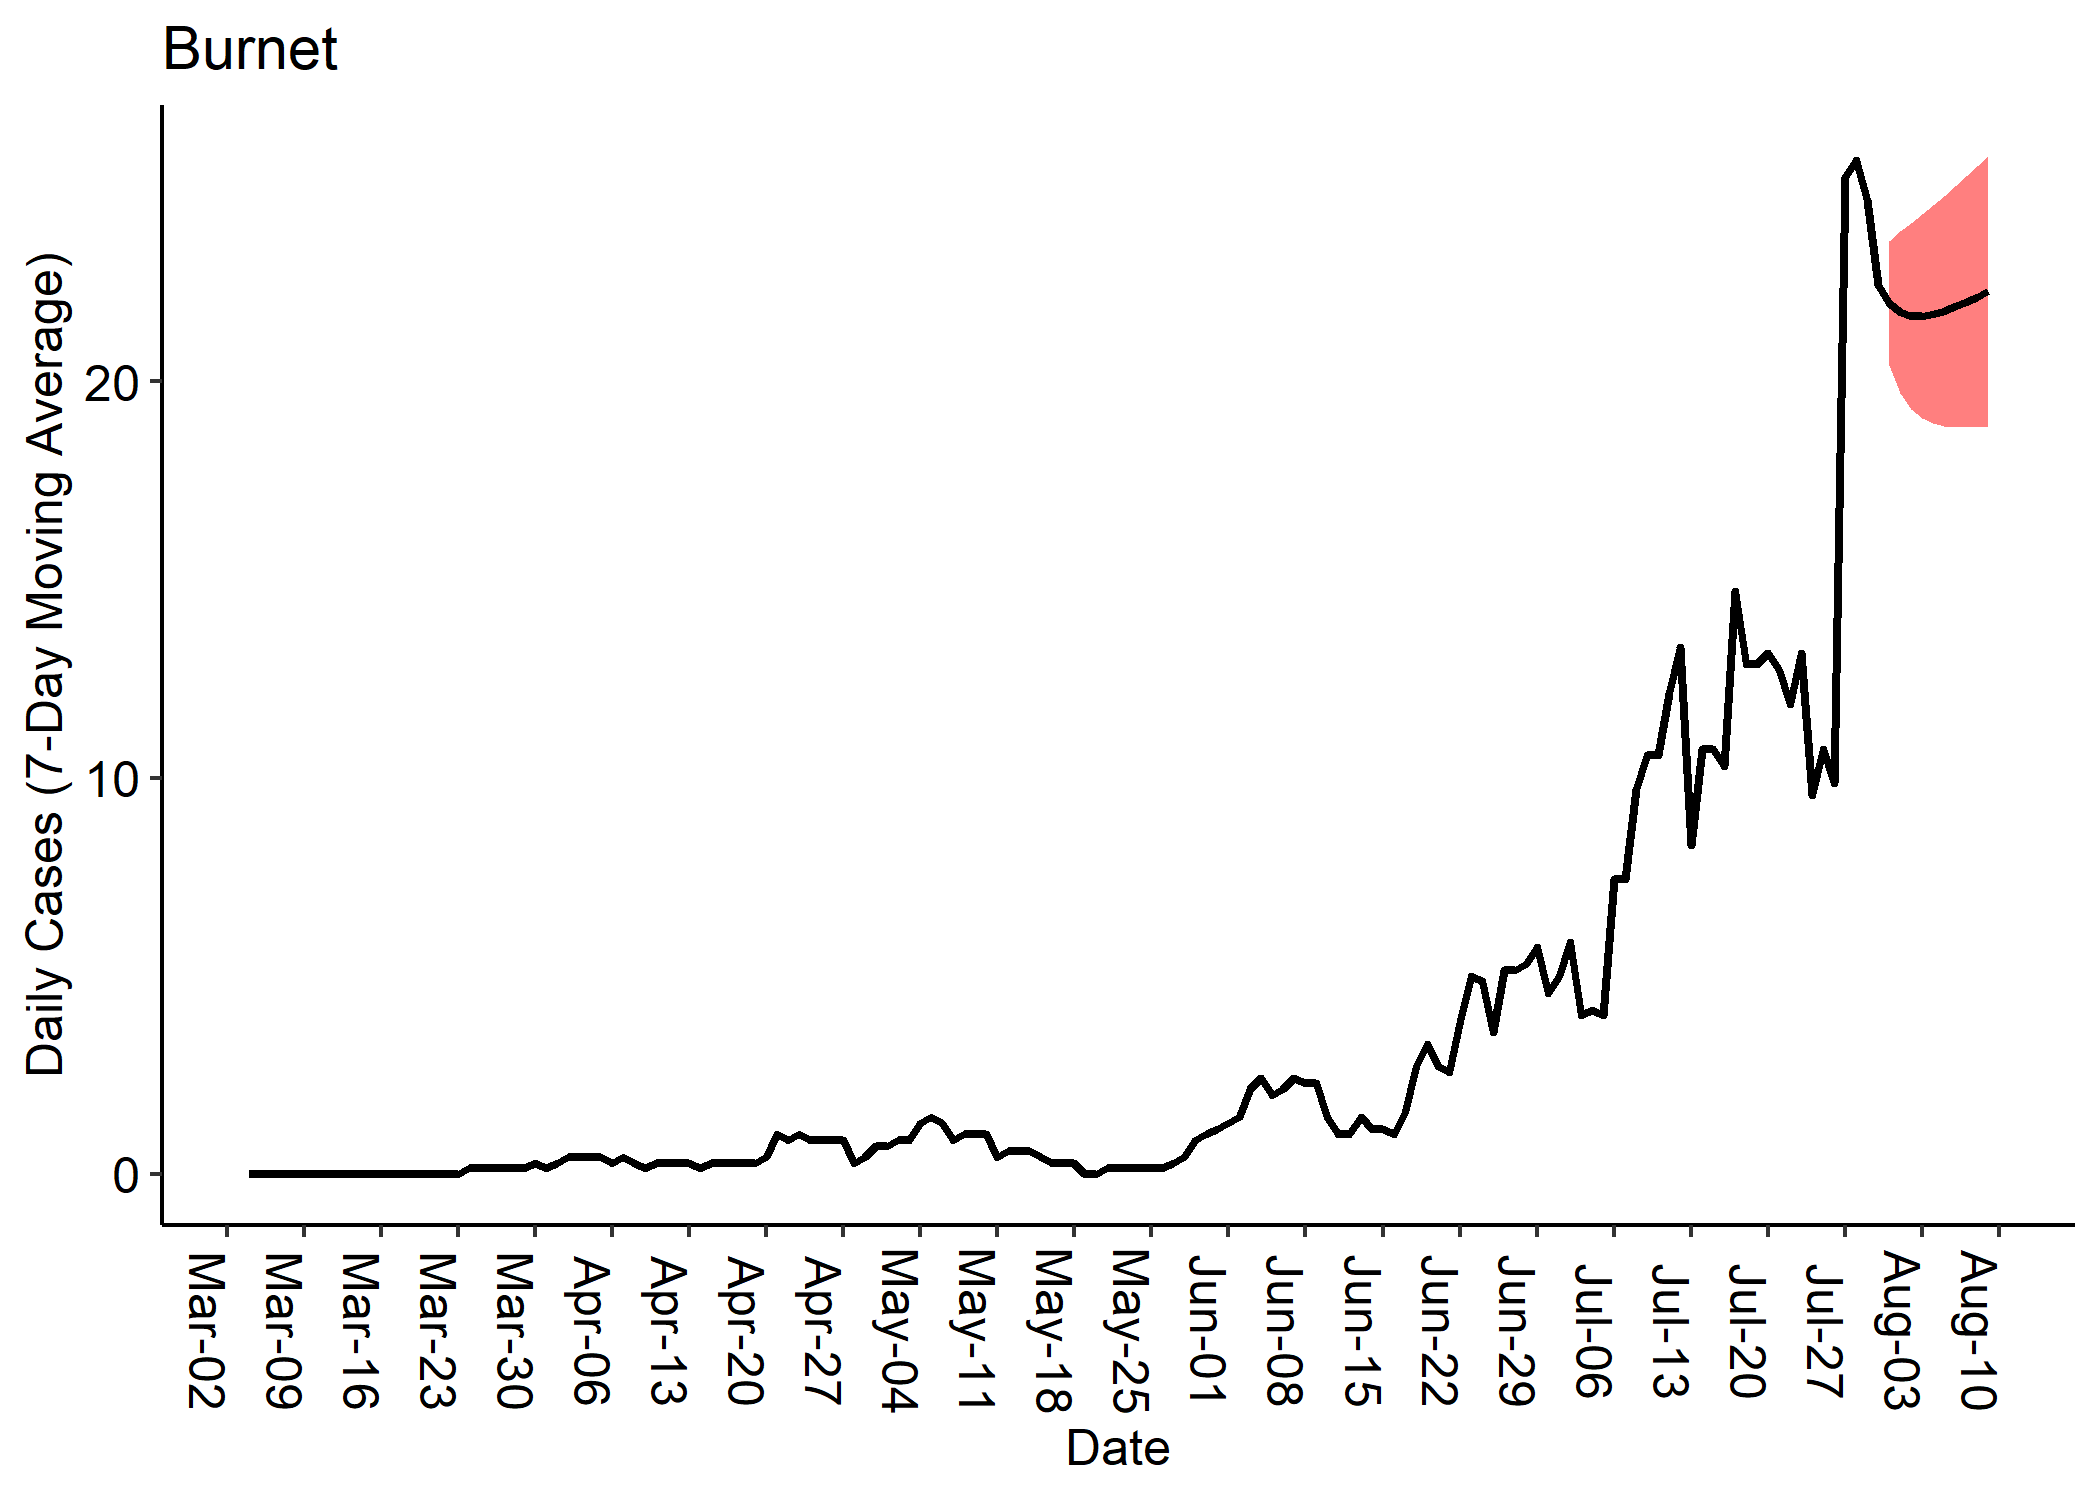 Burnet
Daily Cases (7-Day Moving Average)
20
10
0
Mar-02
Mar-09
Mar-16
Mar-23
Mar-30
Apr-06
Apr-13
Apr-20
Apr-27
May-04
May-11
May-18
May-25
Jun-01
Jun-08
Jun-15
Jun-22
Jun-29
Jul-06
Jul-13
Jul-20
Jul-27
Aug-03
Aug-10
Date